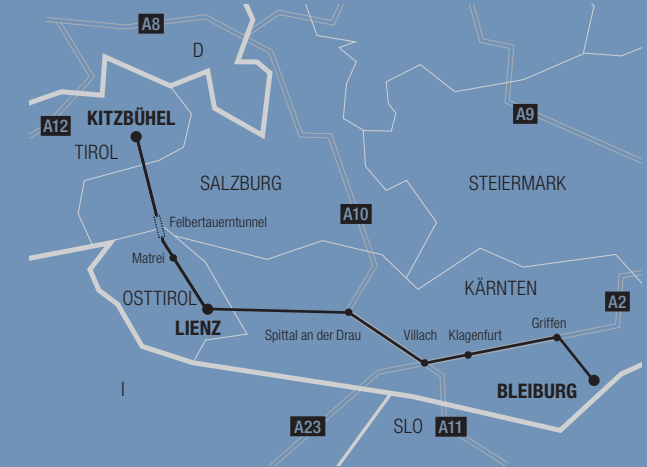 A8
D
A12
KITZBÜHEL
A9
TIROL
SALZBURG
STEIERMARK
A10
Felbertauerntunnel
Matrei
OSTTIROL
KÄRNTEN
A2
LIENZ
Spittal an der Drau
Villach
Klagenfurt
Griffen
I
BLEIBURG
A23
SLO
A11